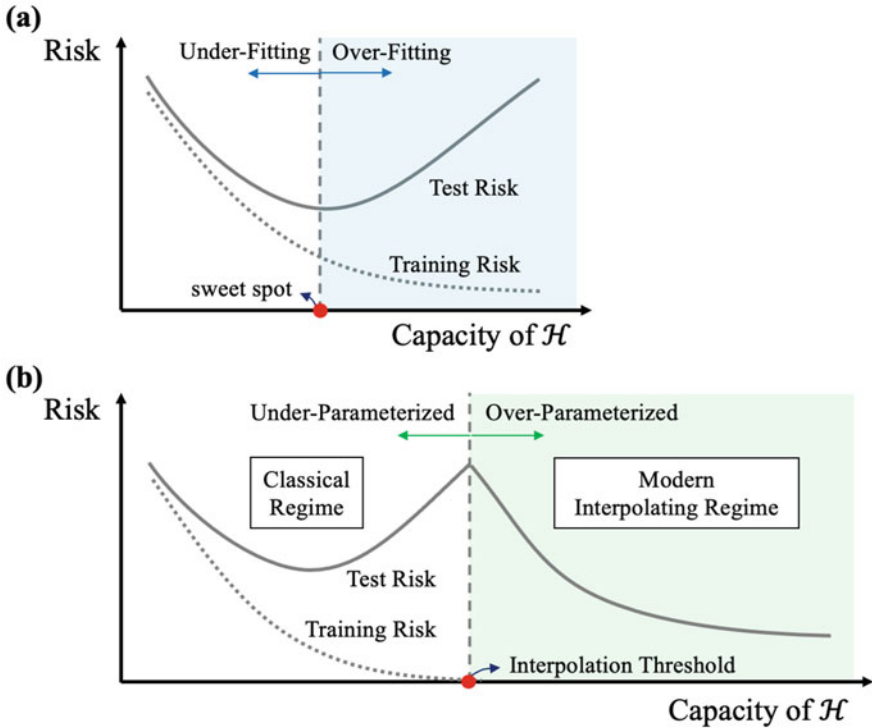 (a)
Risk
Under-Fitting
Over-Fitting
Test Risk
Training Risk
sweet spot
Capacity of ℋ
(b)
Risk
Under-Parameterized
Over-Parameterized
Classical
Regime
Modern
Interpolating Regime
Test Risk
Training Risk
Interpolation Threshold
Capacity of ℋ